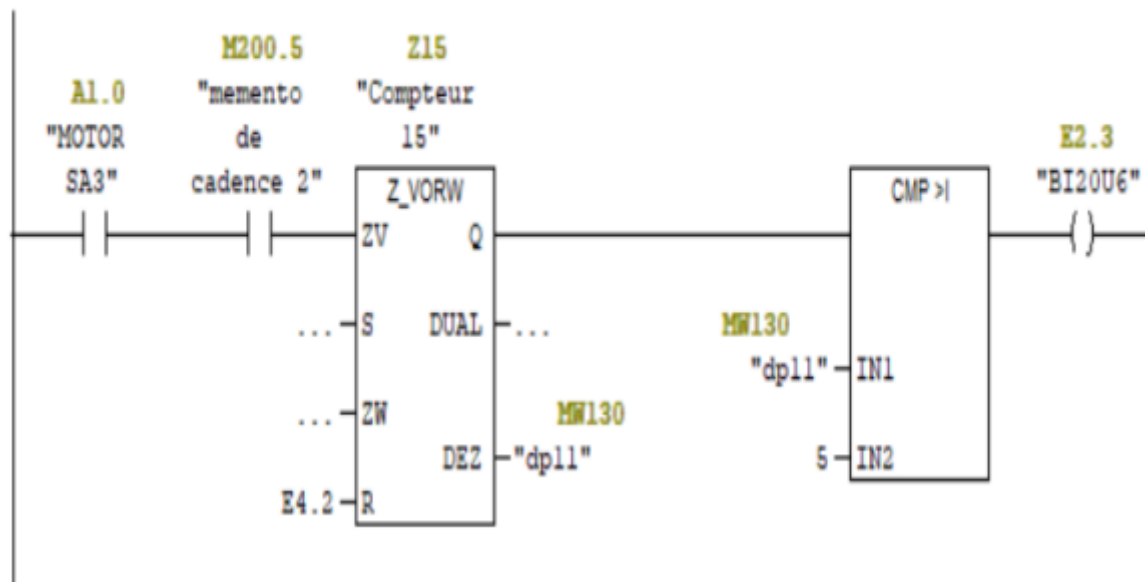 M200.5 Z15
A1.0 "memento "Compteur
"MOTOR de 15" E2.3
SA3" cadence 2" Z_VORW CMP >I "BI20U6"
ZV Q
... S DUAL ... MW130
"dp11" IN1
... ZW MW130
DEZ "dp11" 5 IN2
E4.2 R